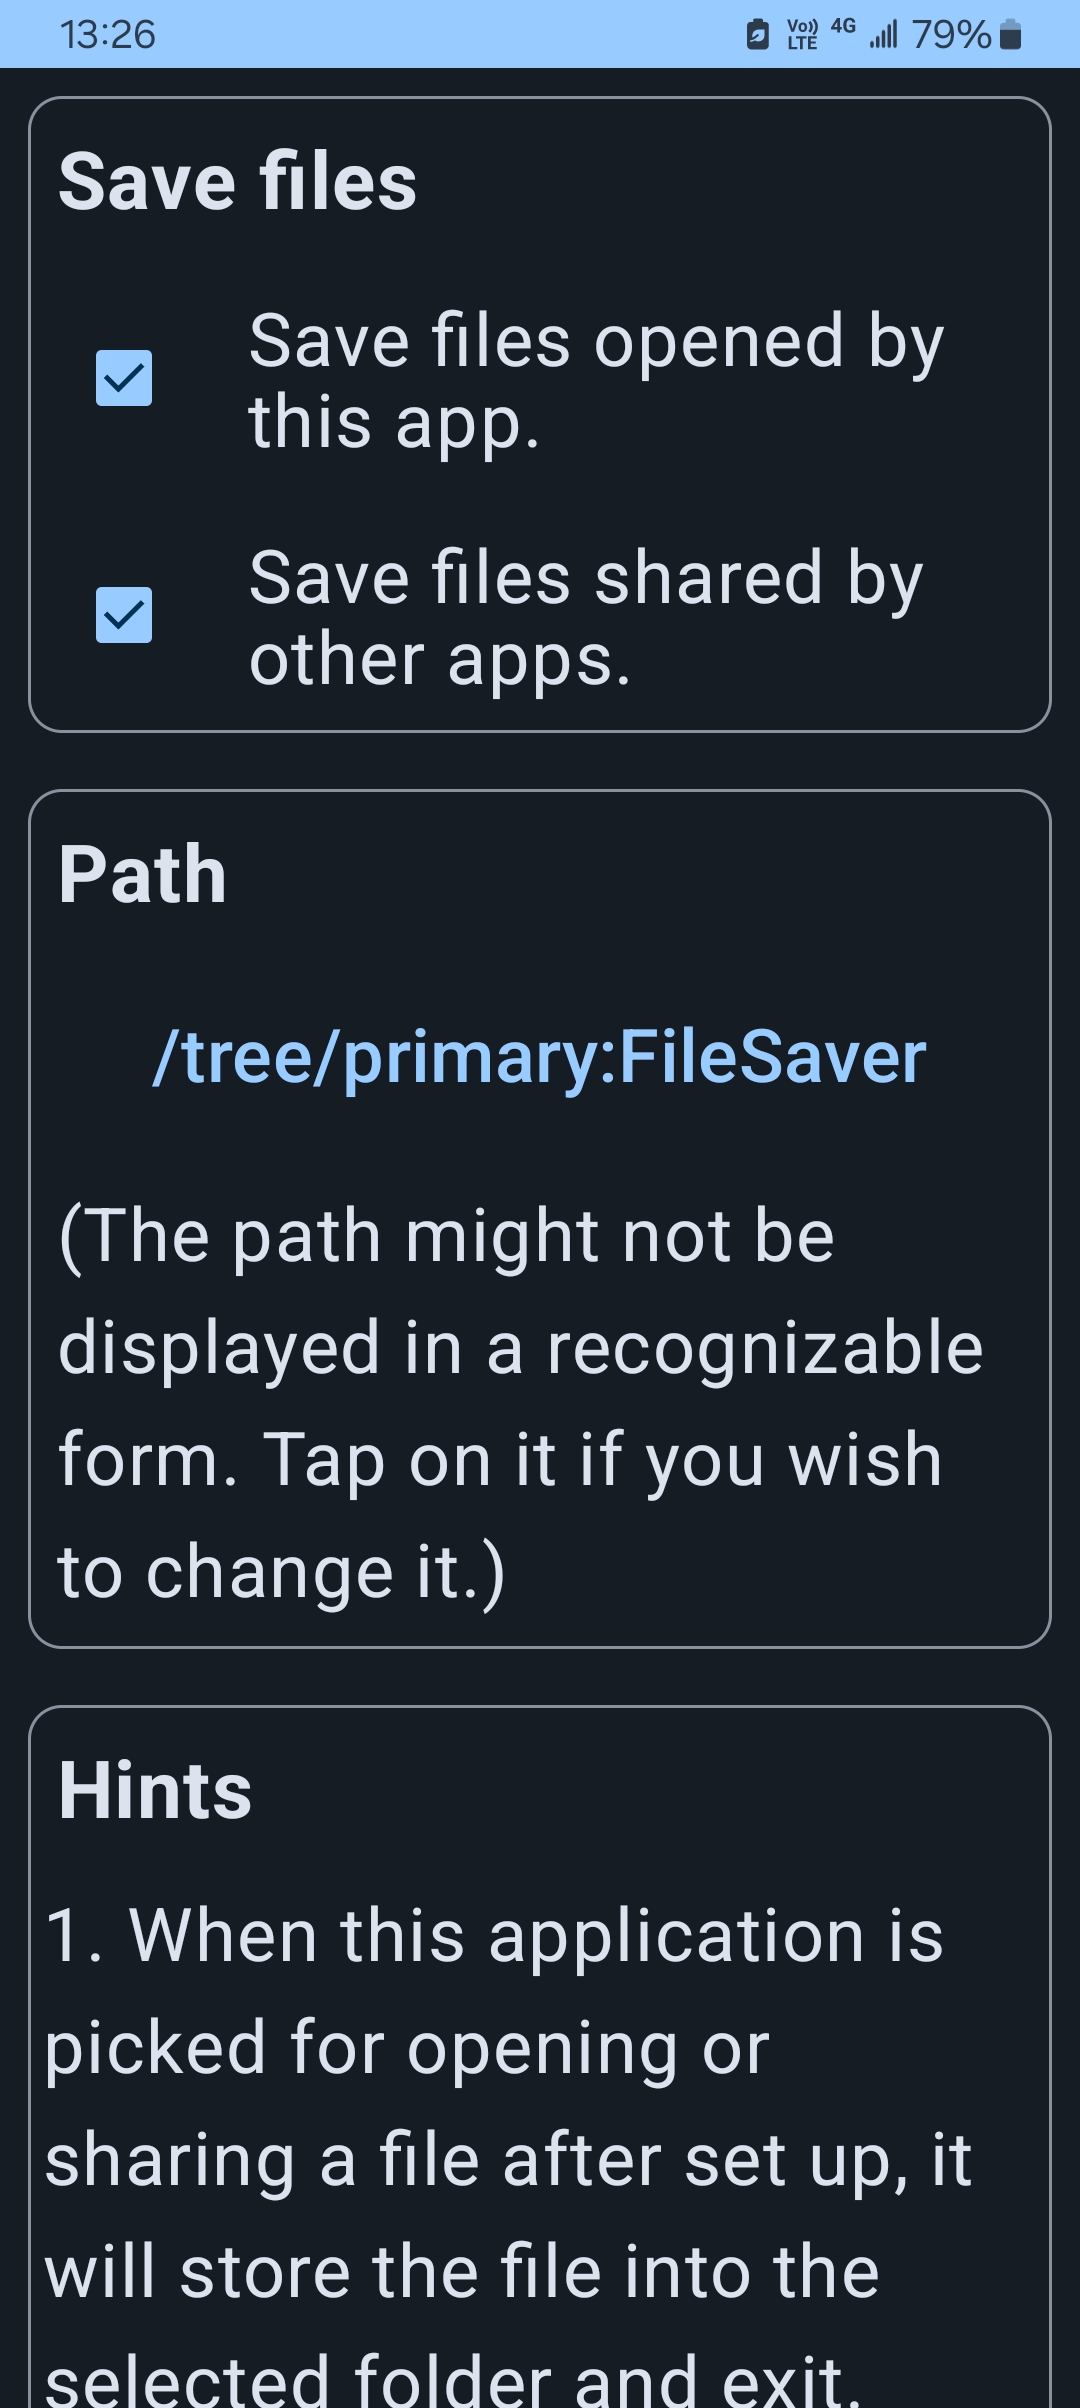 13:26
Vo)) LTE 4G 79%
Save files
Save files opened by
this app.
Save files shared by
other apps.
Path
/tree/primary:FileSaver
(The path might not be
displayed in a recognizable
form. Tap on it if you wish
to change it.)
Hints
1. When this application is
picked for opening or
sharing a file after set up, it
will store the file into the
selected folder and exit.